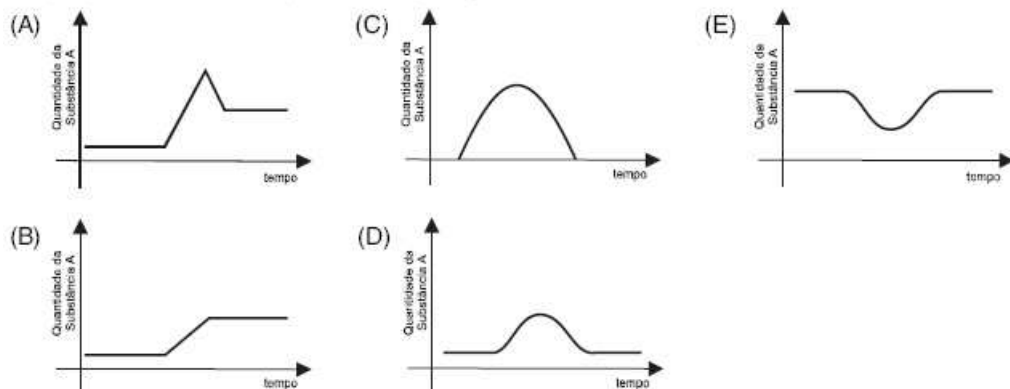 (A)
Quantidade da
Substância A
tempo
(C)
Quantidado da
Substância A
tempo
(E)
Quantidade de
Substância A
tempo
(B)
Quantidade da
Substância A
tempo
(D)
Quantidade da
Substância A
tempo